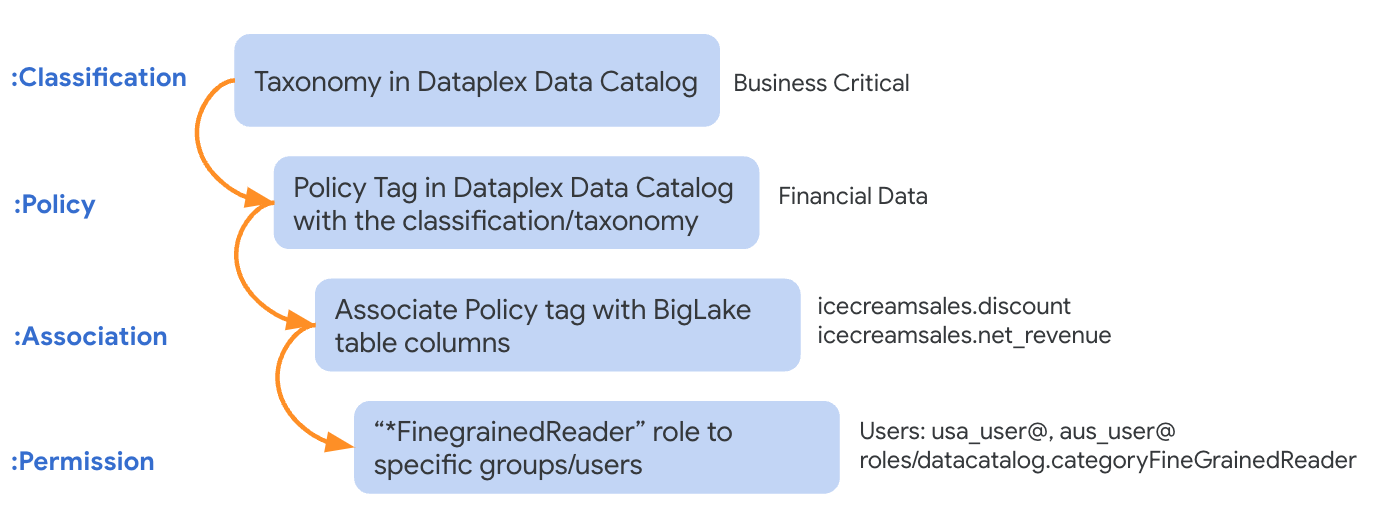 :Classification
Taxonomy in Dataplex Data Catalog
Business Critical
:Policy
Policy Tag in Dataplex Data Catalog
with the classification/taxonomy
Financial Data
:Association
Associate Policy tag with BigLake
table columns
icecreamsales.discount
icecreamsales.net_revenue
:Permission
“*FinegrainedReader” role to
specific groups/users
Users: usa_user@, aus_user@
roles/datacatalog.categoryFineGrainedReader